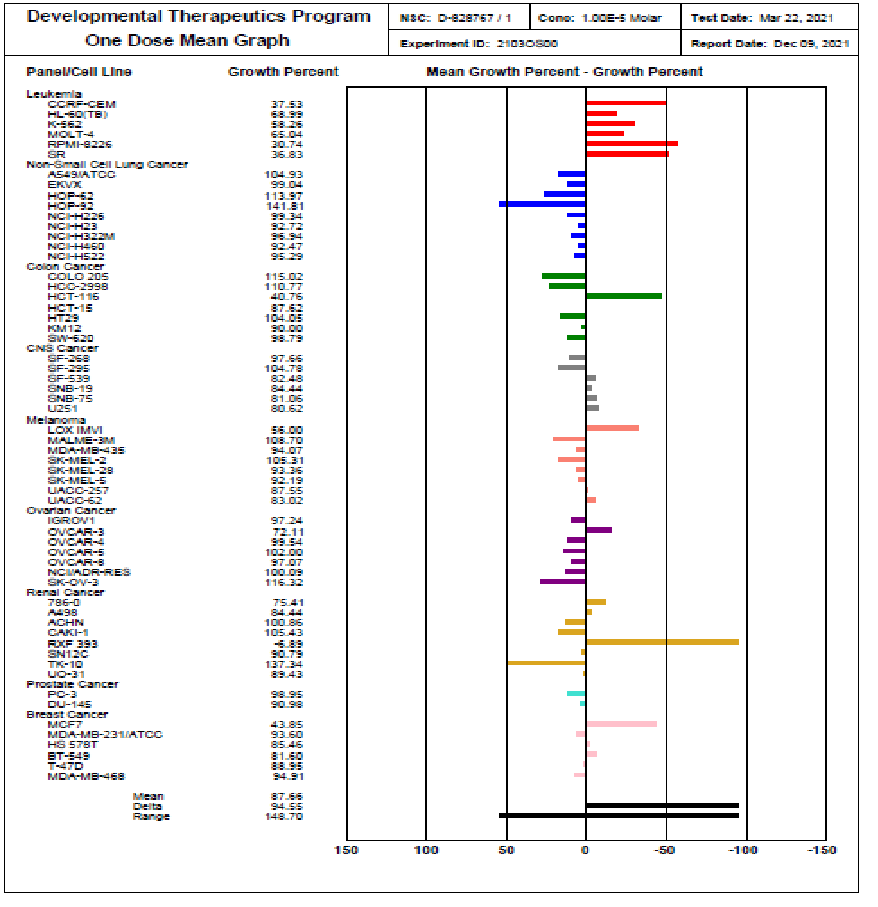 Developmental Therapeutics Program
One Dose Mean Graph
NSC: D-828767 / 1
Conc: 1.00E-5 Molar
Test Date: Mar 22, 2021
Experiment ID: 2103OS00
Report Date: Dec 09, 2021
Panel/Cell Line Growth Percent Mean Growth Percent - Growth Percent
Leukemia
CCRF-CEM 37.53
HL-60(TB) 68.99
K-562 58.26
MOLT-4 65.04
RPMI-8226 30.74
SR 36.83
Non-Small Cell Lung Cancer
A549/ATCC 104.93
EKVX 99.04
HOP-62 113.97
HOP-92 141.81
NCI-H226 99.34
NCI-H23 92.72
NCI-H322M 96.94
NCI-H460 92.47
NCI-H522 95.29
Colon Cancer
COLO 205 115.02
HCC-2998 110.77
HCT-116 40.76
HCT-15 87.62
HT29 104.05
KM12 90.00
SW-620 98.79
CNS Cancer
SF-268 97.66
SF-295 104.78
SF-539 82.48
SNB-19 84.44
SNB-75 81.06
U251 80.62
Melanoma
LOX IMVI 56.00
MALME-3M 108.70
MDA-MB-435 94.07
SK-MEL-2 105.31
SK-MEL-28 93.36
SK-MEL-5 92.19
UACC-257 87.55
UACC-62 83.02
Ovarian Cancer
IGROV1 97.24
OVCAR-3 72.11
OVCAR-4 99.54
OVCAR-5 102.00
OVCAR-8 97.07
NCI/ADR-RES 100.09
SK-OV-3 116.32
Renal Cancer
786-0 75.41
A498 84.44
ACHN 100.86
CAKI-1 105.43
RXF 393 -6.89
SN12C 90.79
TK-10 137.34
UO-31 89.43
Prostate Cancer
PC-3 98.95
DU-145 90.98
Breast Cancer
MCF7 43.85
MDA-MB-231/ATCC 93.60
HS 578T 85.46
BT-549 81.60
T-47D 88.95
MDA-MB-468 94.91
Mean 87.66
Delta 94.55
Range 148.70
150 100 50 0 -50 -100 -150